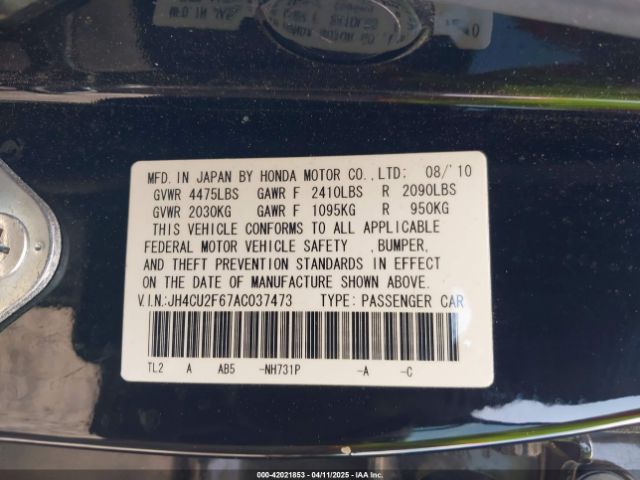 MFD. IN JAPAN BY HONDA MOTOR CO., LTD: 08/'10
GVWR 4475LBS GAWR F 2410LBS R 2090LBS
GVWR 2030KG GAWR F 1095KG R 950KG
THIS VEHICLE CONFORMS TO ALL APPLICABLE
FEDERAL MOTOR VEHICLE SAFETY ,BUMPER,
AND THEFT PREVENTION STANDARDS IN EFFECT
ON THE DATE OF MANUFACTURE SHOWN ABOVE.
V.I.N.:JH4CU2F67AC037473 TYPE: PASSENGER CAR
TL2 A AB5 -NH731P -A -C
000-42021853 - 04/11/2025 - IAAI.COM